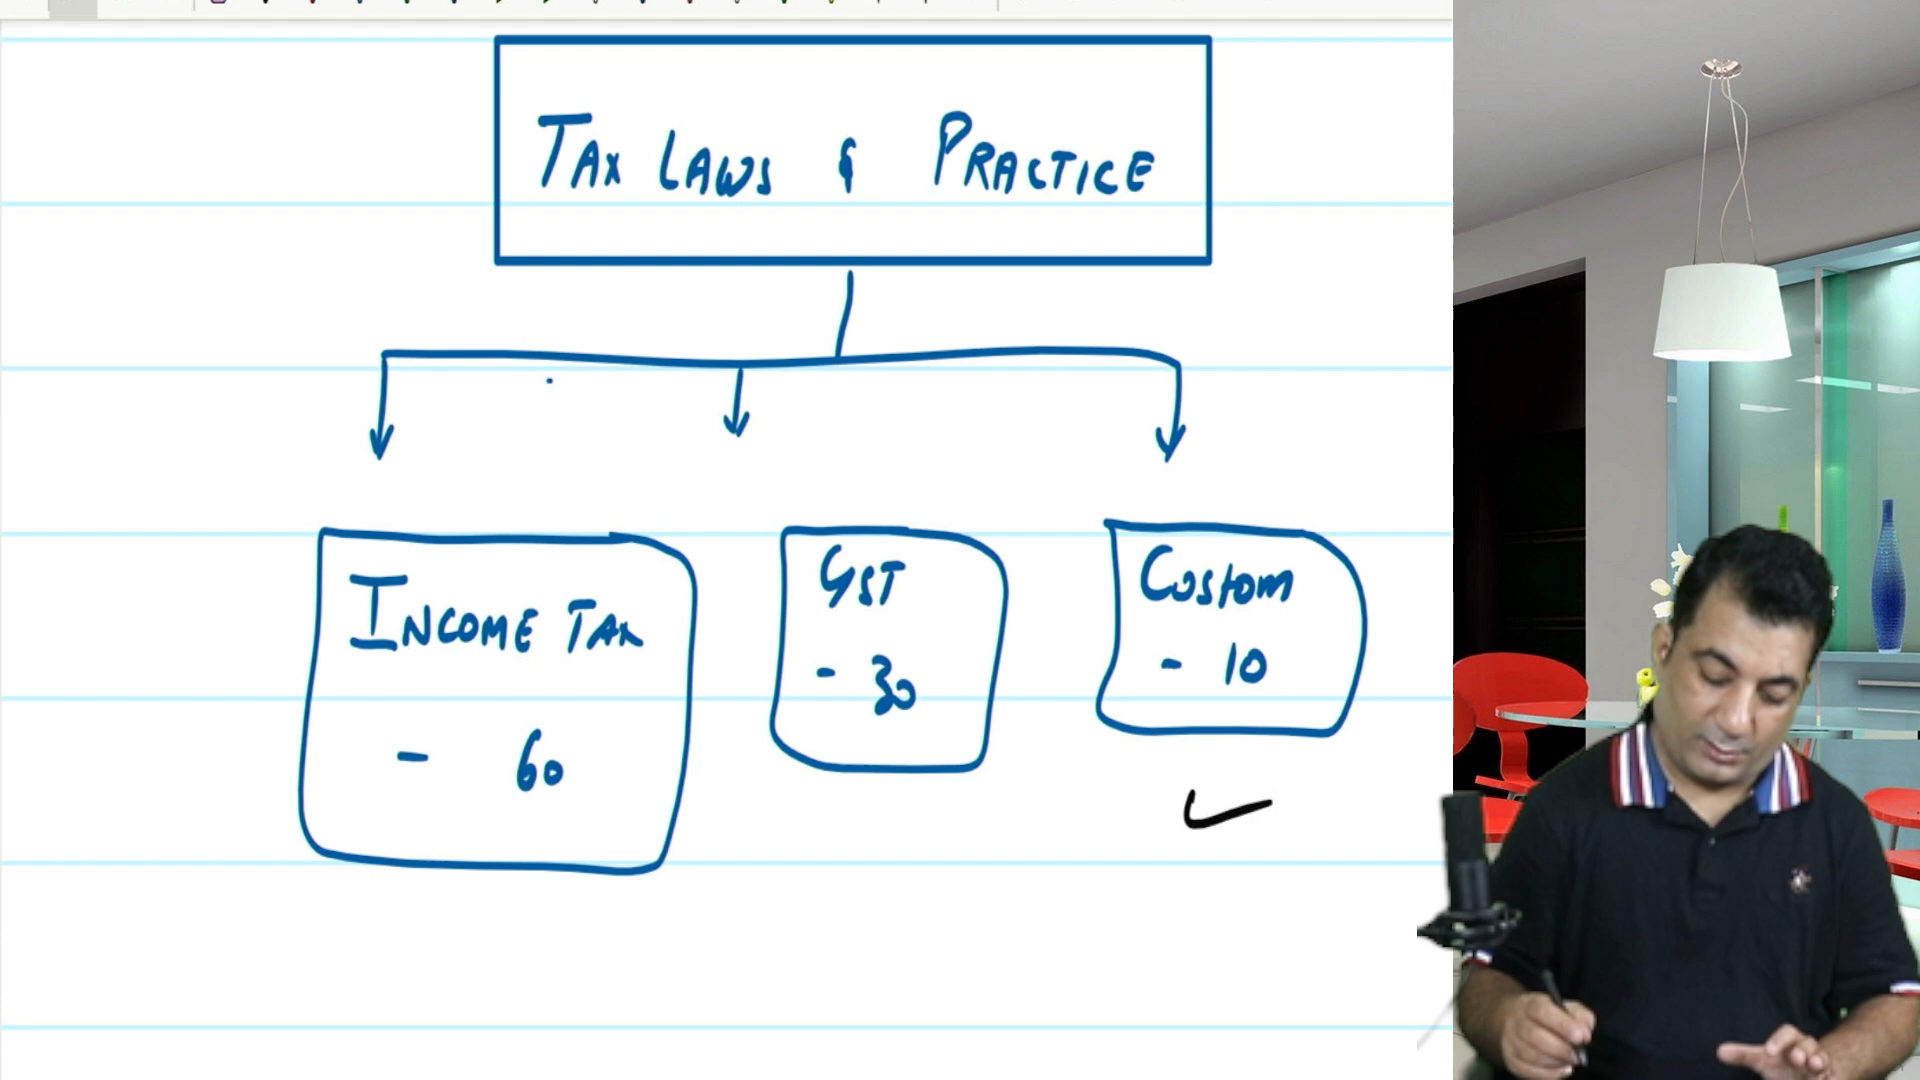 TAX LAWS & PRACTICE
INCOME TAX
- 60
GST
- 30
Custom
- 10